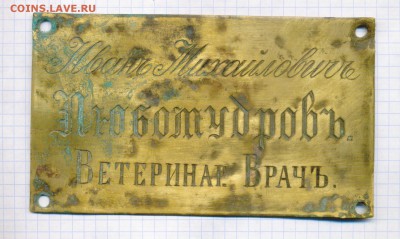 COINS.LAVE.RU
Иванъ Михайловичъ
Любомудровъ.
ВЕТЕРИНАР. ВРАЧЪ.